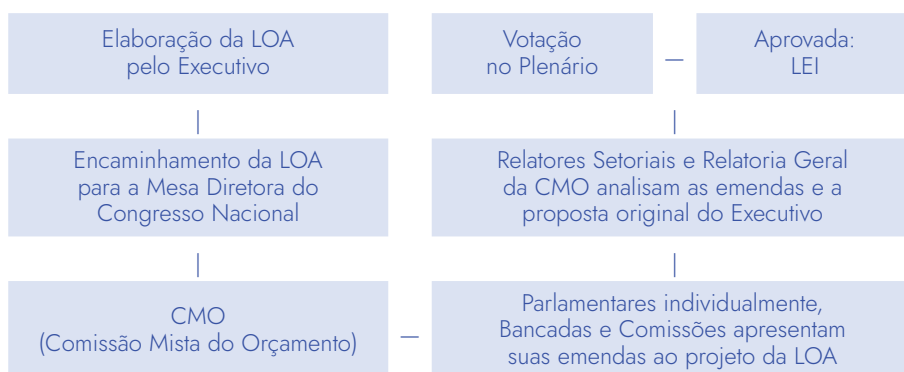 Elaboração da LOA
pelo Executivo
Encaminhamento da LOA
para a Mesa Diretora do
Congresso Nacional
CMO
(Comissão Mista do Orçamento)
Parlamentares individualmente,
Bancadas e Comissões apresentam
suas emendas ao projeto da LOA
Relatores Setoriais e Relatoria Geral
da CMO analisam as emendas e a
proposta original do Executivo
Votação
no Plenário
Aprovada:
LEI